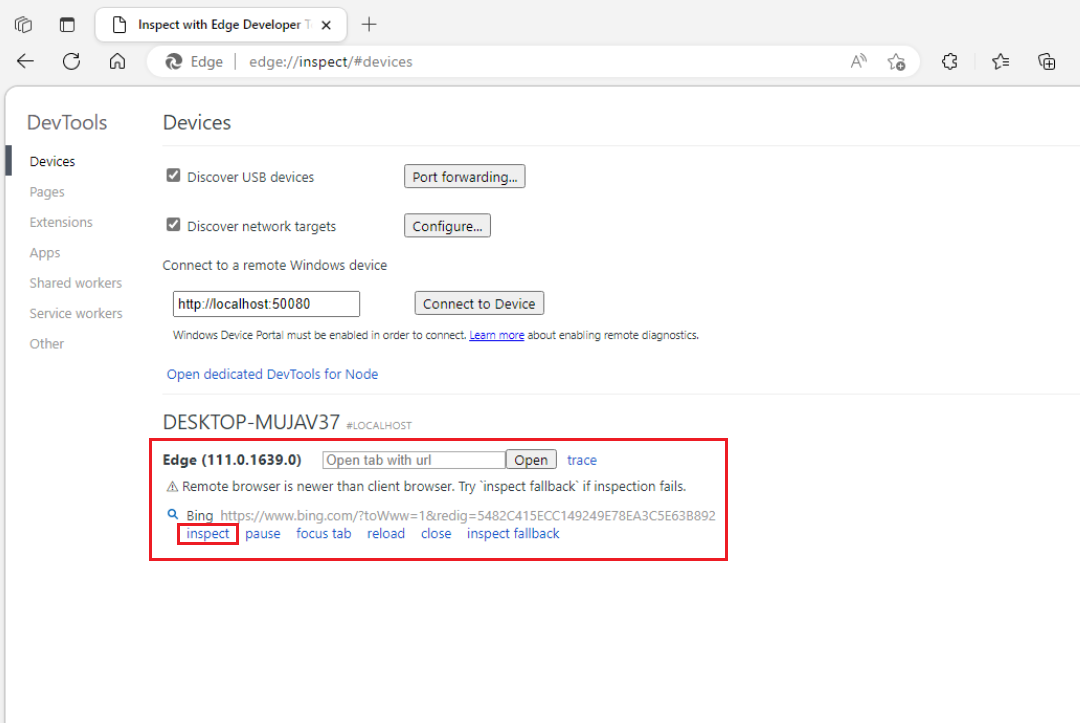 Inspect with Edge Developer T
Edge edge://inspect/#devices
DevTools
Devices
Pages
Extensions
Apps
Shared workers
Service workers
Other
Devices
Discover USB devices Port forwarding...
Discover network targets Configure...
Connect to a remote Windows device
http://localhost:50080 Connect to Device
Windows Device Portal must be enabled in order to connect. Learn more about enabling remote diagnostics.
Open dedicated DevTools for Node
DESKTOP-MUJAV37 #LOCALHOST
Edge (111.0.1639.0) Open tab with url Open trace
⚠ Remote browser is newer than client browser. Try `inspect fallback` if inspection fails.
Bing https://www.bing.com/?toWww=1&redig=5482C415ECC149249E78EA3C5E63B892
inspect pause focus tab reload close inspect fallback